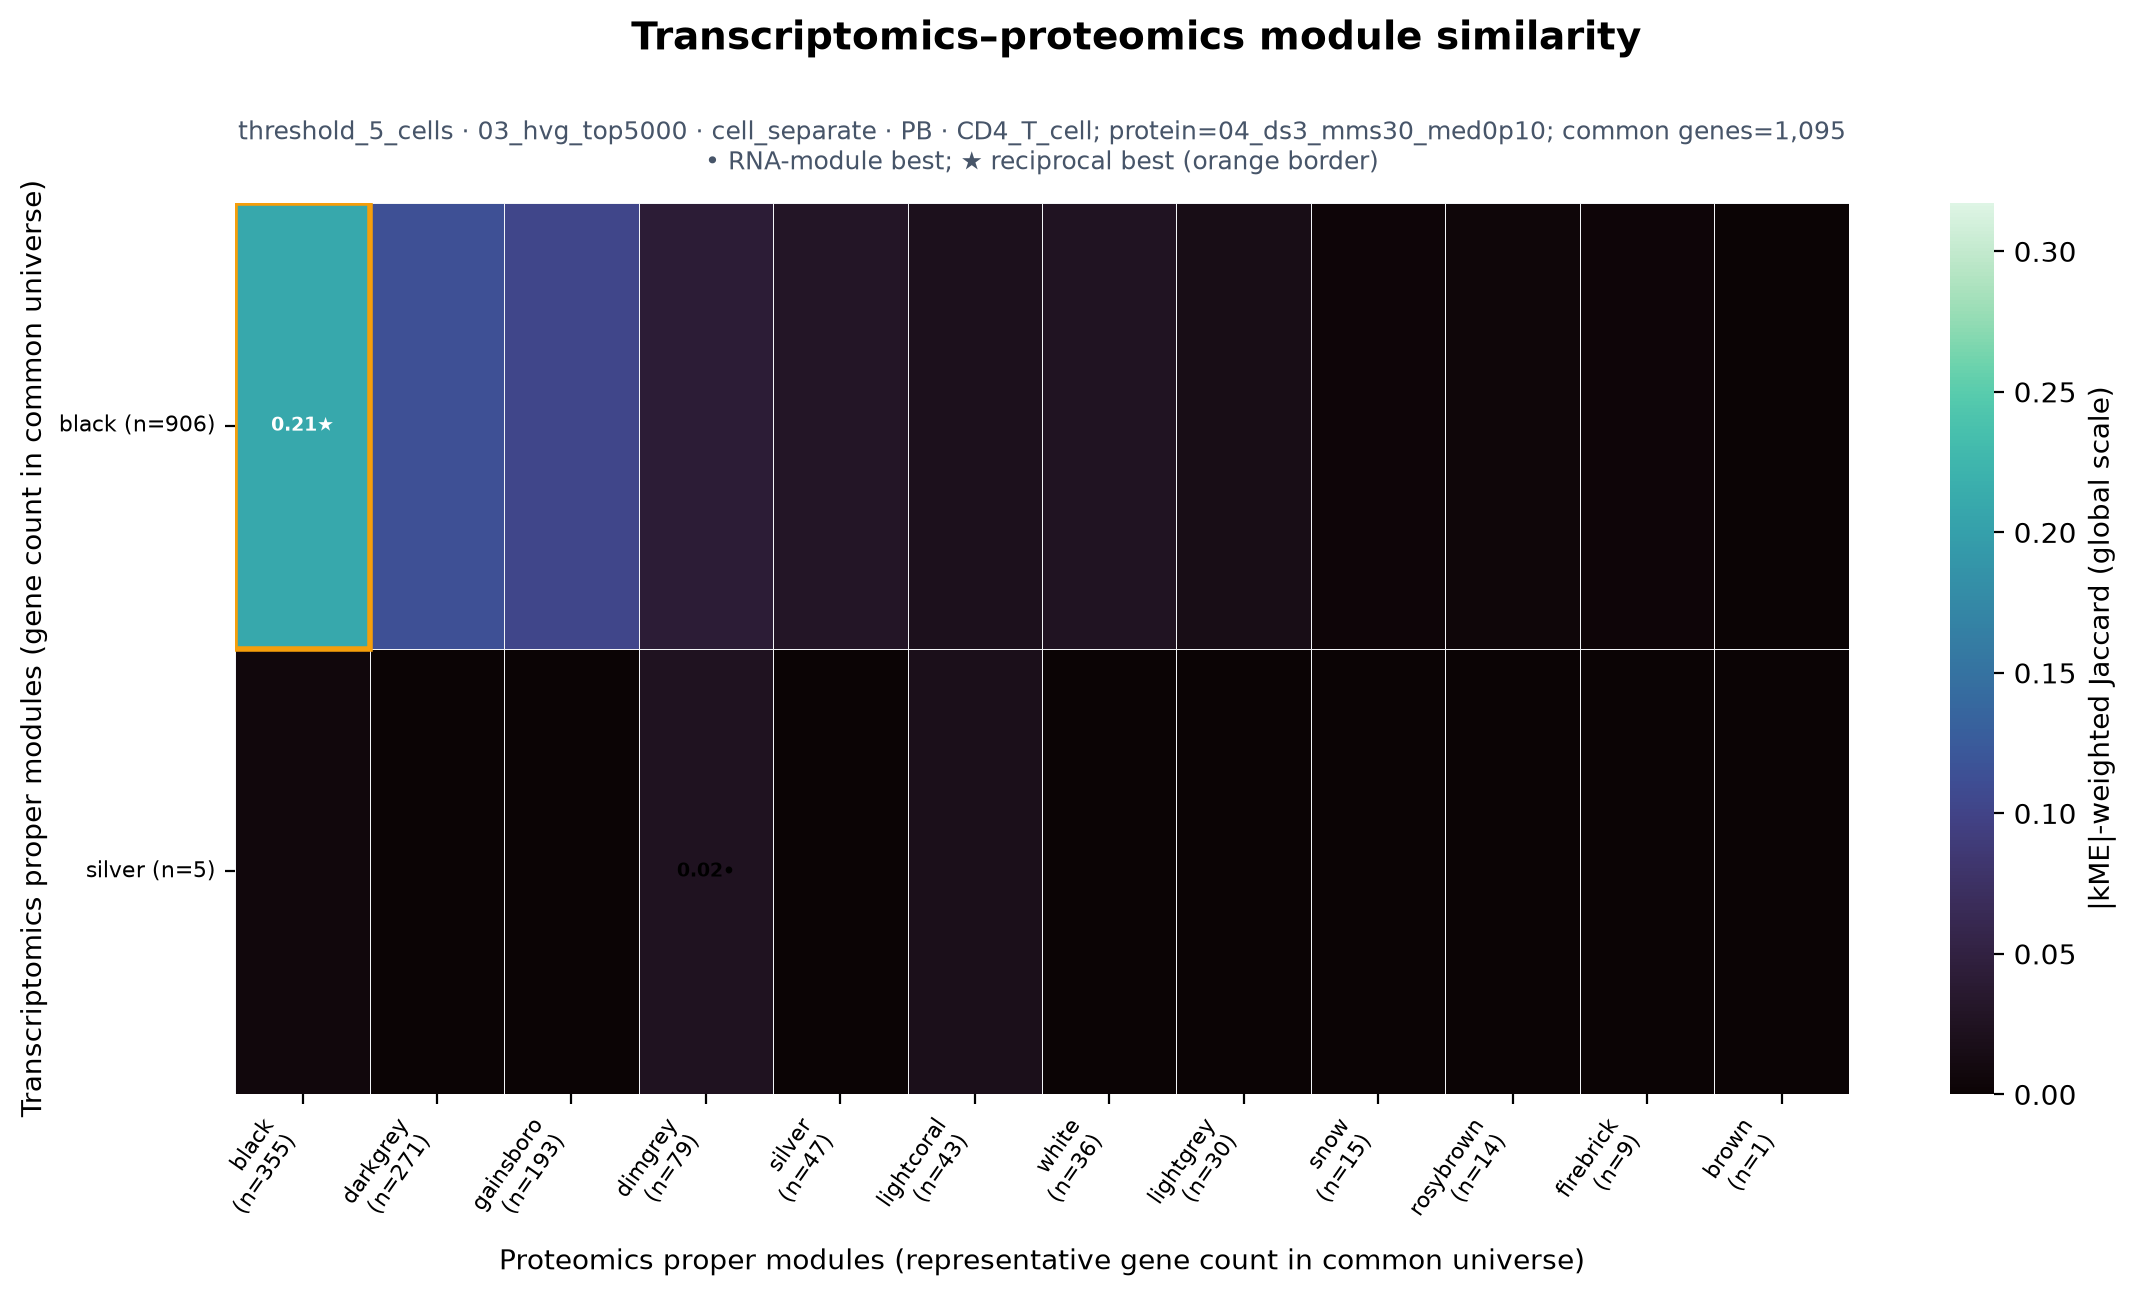 Transcriptomics–proteomics module similarity
threshold_5_cells · 03_hvg_top5000 · cell_separate · PB · CD4_T_cell; protein=04_ds3_mms30_med0p10; common genes=1,095
• RNA-module best; ★ reciprocal best (orange border)
Transcriptomics proper modules (gene count in common universe)
black (n=906)
silver (n=5)
0.21★
0.02•
black
(n=355)
darkgrey
(n=271)
gainsboro
(n=193)
dimgrey
(n=79)
silver
(n=47)
lightcoral
(n=43)
white
(n=36)
lightgrey
(n=30)
snow
(n=15)
rosybrown
(n=14)
firebrick
(n=9)
brown
(n=1)
Proteomics proper modules (representative gene count in common universe)
0.30
0.25
0.20
0.15
0.10
0.05
0.00
|kME|-weighted Jaccard (global scale)